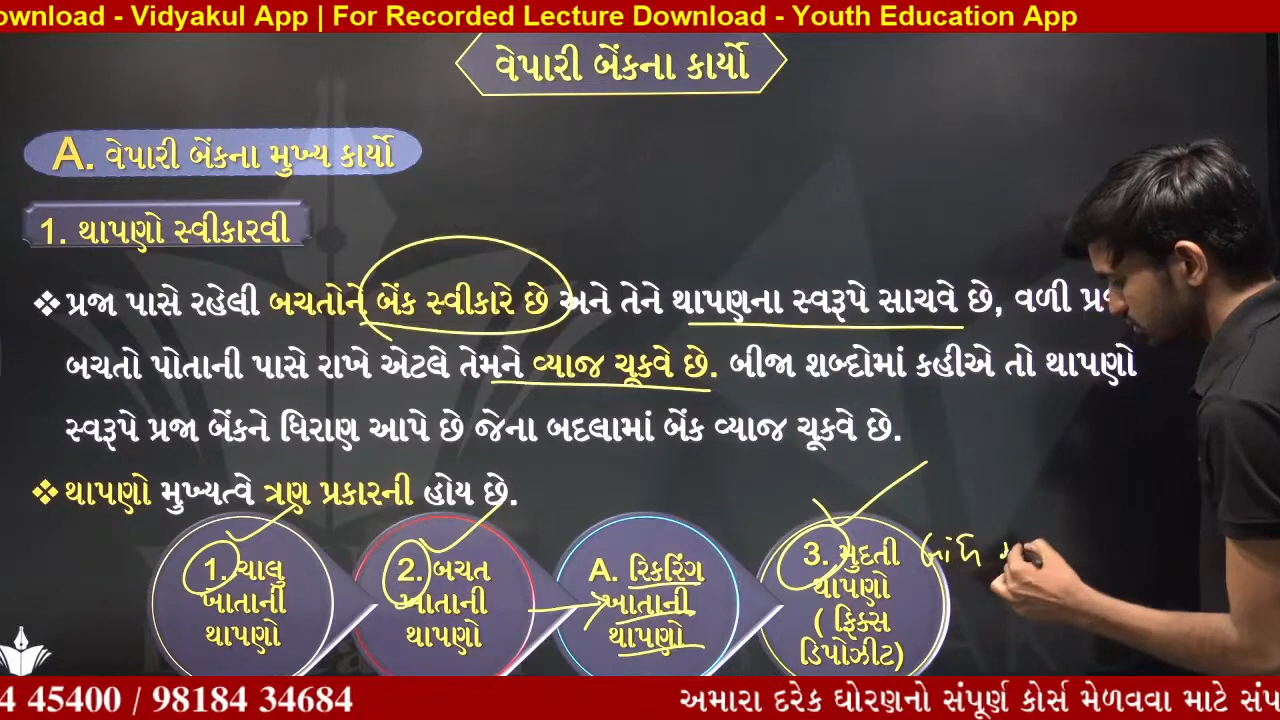 ownload - Vidyakul App | For Recorded Lecture Download - Youth Education App
વેપારી બેંકના કાર્યો
A. વેપારી બેંકના મુખ્ય કાર્યો
1. થાપણો સ્વીકારવી
❖ પ્રજા પાસે રહેલી બચતોને બેંક સ્વીકારે છે અને તેને થાપણના સ્વરૂપે સાચવે છે, વળી
બચતો પોતાની પાસે રાખે એટલે તેમને વ્યાજ ચૂકવે છે. બીજા શબ્દોમાં કહીએ તો થાપણો
સ્વરૂપે પ્રજા બેંકને ધિરાણ આપે છે જેના બદલામાં બેંક વ્યાજ ચૂકવે છે.
❖ થાપણો મુખ્યત્વે ત્રણ પ્રકારની હોય છે.
1. ચાલુ
ખાતાની
થાપણો
2. બચત
ખાતાની
થાપણો
A. રિકરિંગ
ખાતાની
થાપણો
3. મુદતી
થાપણો
( ફિક્સ
ડિપોઝીટ)
4 45400 / 98184 34684
અમારા દરેક ધોરણનો સંપૂર્ણ કોર્સ મેળવવા માટે સંપ